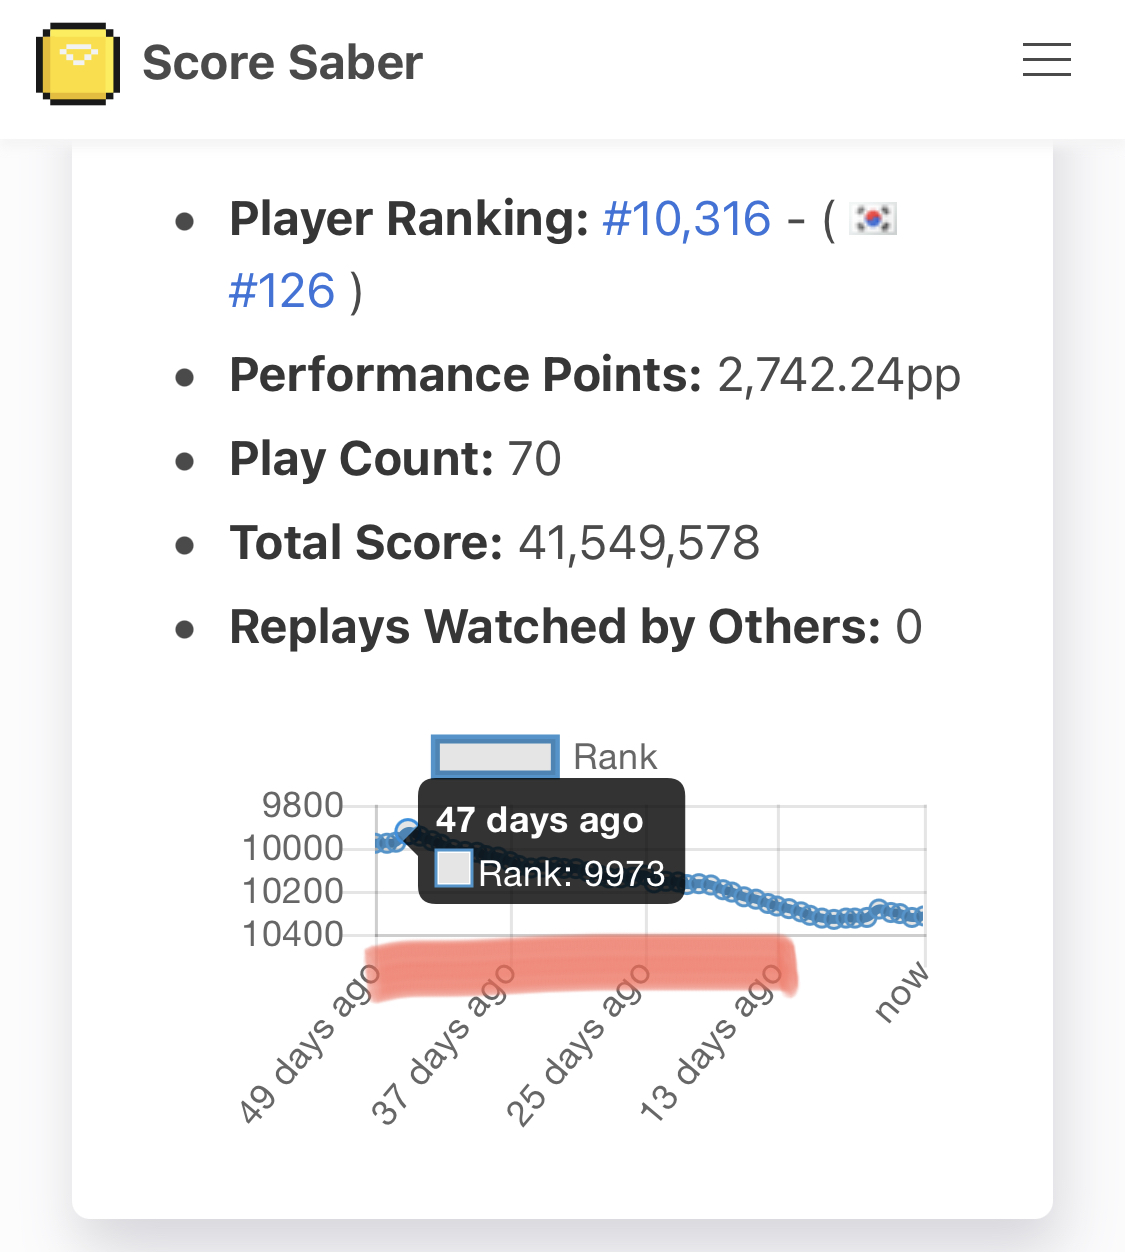 Score Saber
Player Ranking: #10,316 - (
#126 )
Performance Points: 2,742.24pp
Play Count: 70
Total Score: 41,549,578
Replays Watched by Others: 0
Rank
9800
10000
10200
10400
47 days ago
Rank: 9973
49 days ago
37 days ago
25 days ago
13 days ago
now